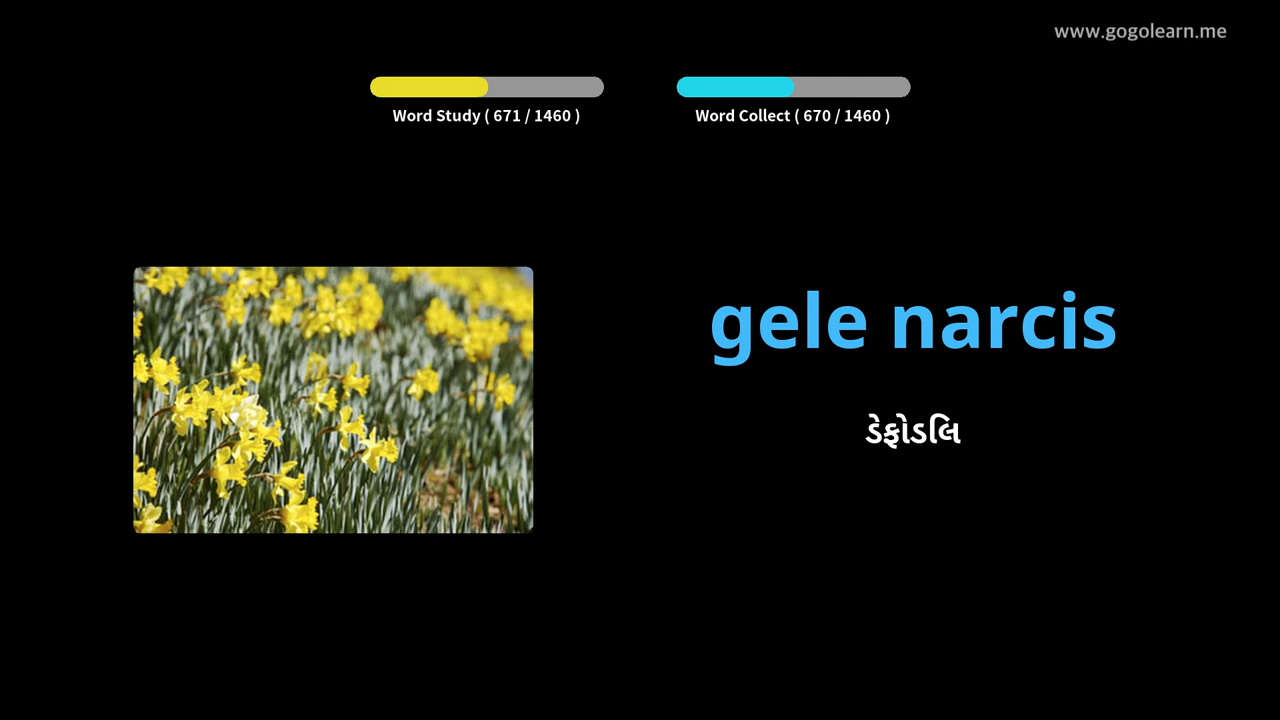 www.gogolearn.me
Word Study ( 671 / 1460 )
Word Collect ( 670 / 1460 )
gele narcis
ડેફોડલિ